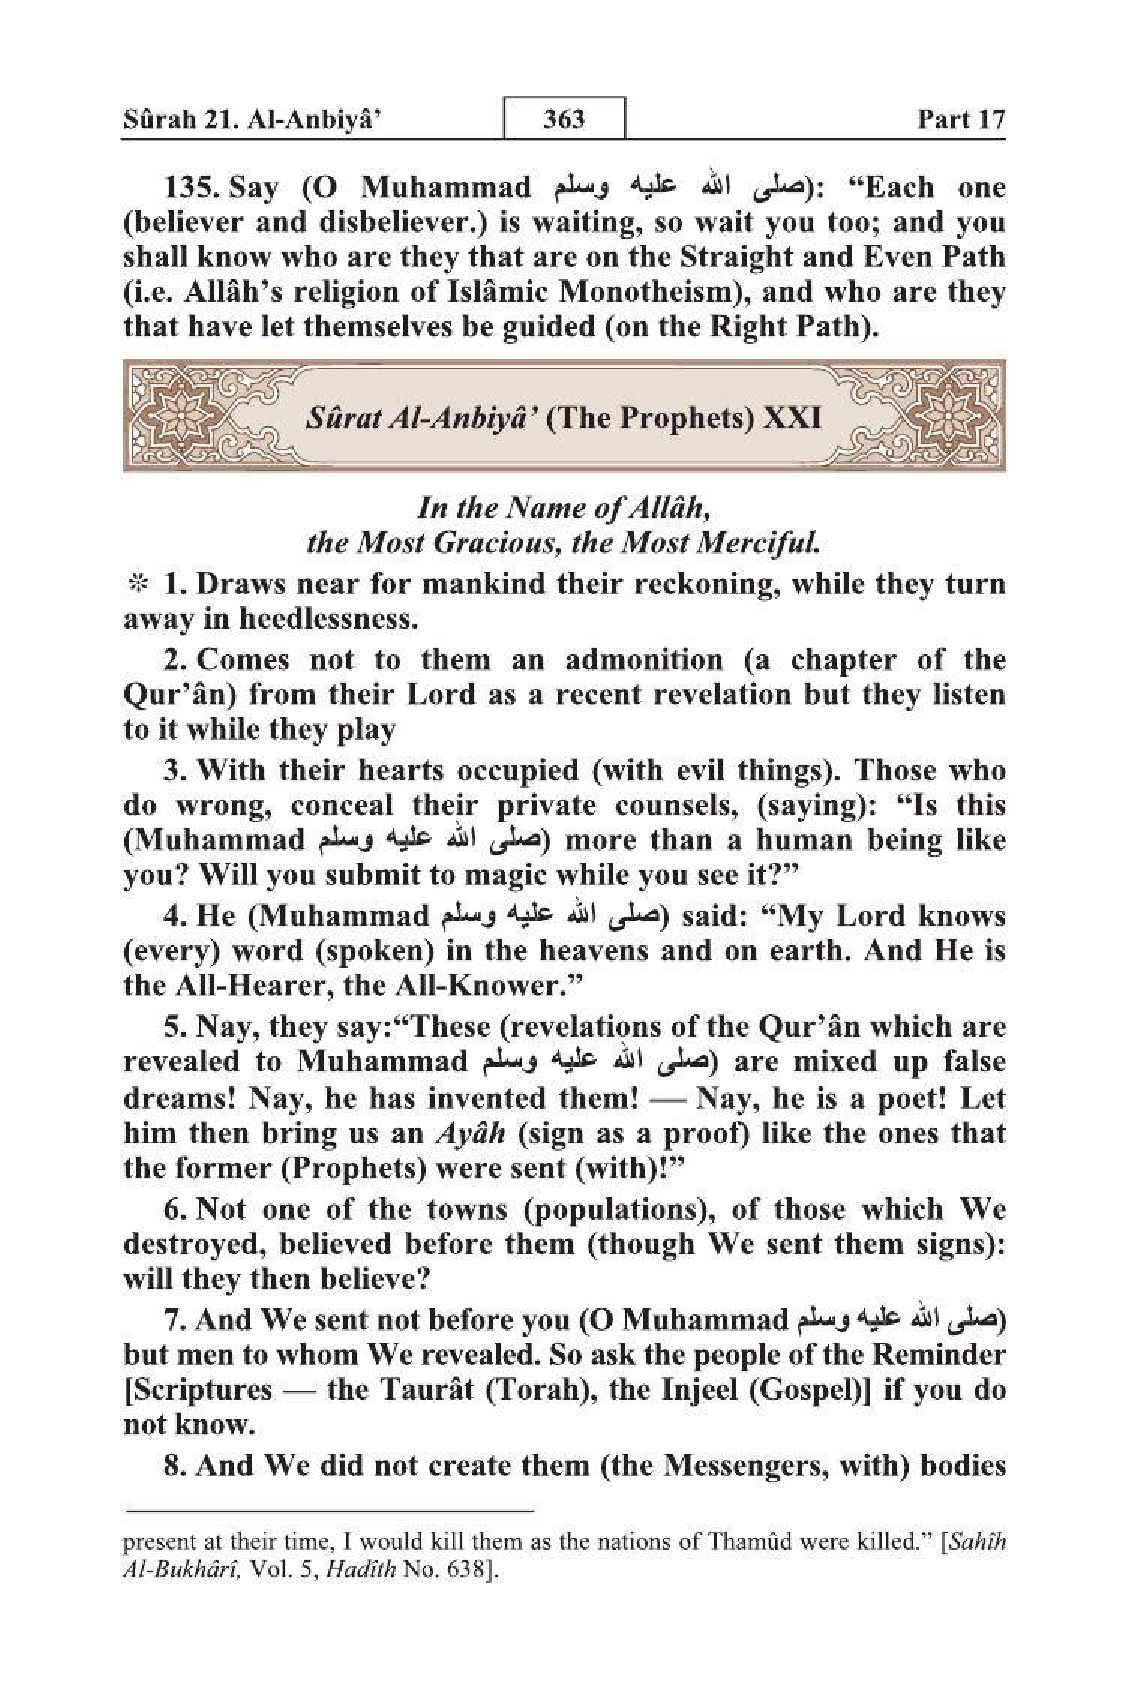 Sûrah 21. Al-Anbiyâ’ 363 Part 17
135. Say (O Muhammad صلى الله عليه وسلم): “Each one
(believer and disbeliever.) is waiting, so wait you too; and you
shall know who are they that are on the Straight and Even Path
(i.e. Allâh’s religion of Islâmic Monotheism), and who are they
that have let themselves be guided (on the Right Path).
Sûrat Al-Anbiyâ’ (The Prophets) XXI
In the Name of Allâh,
the Most Gracious, the Most Merciful.
❊ 1. Draws near for mankind their reckoning, while they turn
away in heedlessness.
2. Comes not to them an admonition (a chapter of the
Qur’ân) from their Lord as a recent revelation but they listen
to it while they play
3. With their hearts occupied (with evil things). Those who
do wrong, conceal their private counsels, (saying): “Is this
(Muhammad صلى الله عليه وسلم) more than a human being like
you? Will you submit to magic while you see it?”
4. He (Muhammad صلى الله عليه وسلم) said: “My Lord knows
(every) word (spoken) in the heavens and on earth. And He is
the All-Hearer, the All-Knower.”
5. Nay, they say:“These (revelations of the Qur’ân which are
revealed to Muhammad صلى الله عليه وسلم) are mixed up false
dreams! Nay, he has invented them! — Nay, he is a poet! Let
him then bring us an Ayâh (sign as a proof) like the ones that
the former (Prophets) were sent (with)!”
6. Not one of the towns (populations), of those which We
destroyed, believed before them (though We sent them signs):
will they then believe?
7. And We sent not before you (O Muhammad صلى الله عليه وسلم)
but men to whom We revealed. So ask the people of the Reminder
[Scriptures — the Taurât (Torah), the Injeel (Gospel)] if you do
not know.
8. And We did not create them (the Messengers, with) bodies
present at their time, I would kill them as the nations of Thamûd were killed.” [Sahîh
Al-Bukhârî, Vol. 5, Hadîth No. 638].